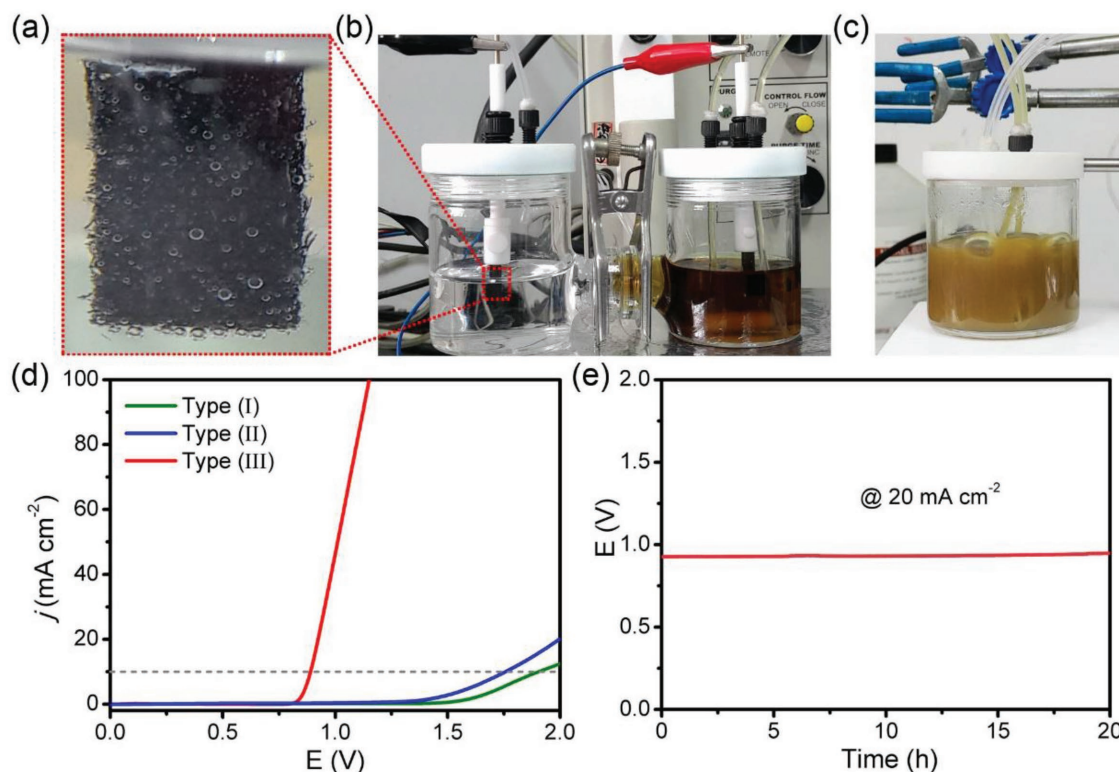 (a)
(b)
(c)
PURGE
CONTROL FLOW
OPEN CLOSE
PURGE TIME
INC
(d)
100
80
60
40
20
0
j (mA cm-2)
Type (I)
Type (II)
Type (III)
0.0 0.5 1.0 1.5 2.0
E (V)
(e)
2.0
1.5
1.0
0.5
0.0
E (V)
@ 20 mA cm-2
0 5 10 15 20
Time (h)